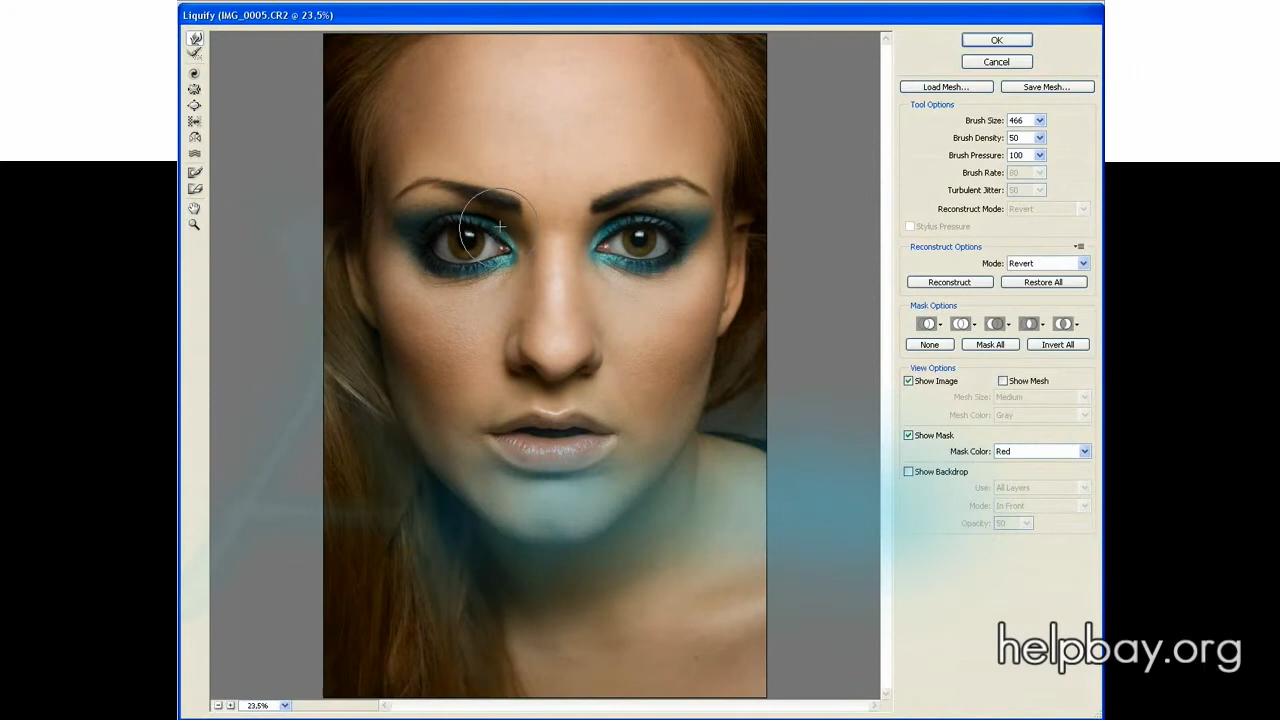 Liquify (IMG_0005.CR2 @ 23,5%)
OK
Cancel
Load Mesh...
Save Mesh...
Tool Options
Brush Size: 466
Brush Density: 50
Brush Pressure: 100
Brush Rate: 80
Turbulent Jitter: 50
Reconstruct Mode: Revert
Stylus Pressure
Reconstruct Options
Mode: Revert
Reconstruct
Restore All
Mask Options
None
Mask All
Invert All
View Options
Show Image
Show Mesh
Mesh Size: Medium
Mesh Color: Gray
Show Mask
Mask Color: Red
Show Backdrop
Use: All Layers
Mode: In Front
Opacity: 50
helpbay.org
23,5%